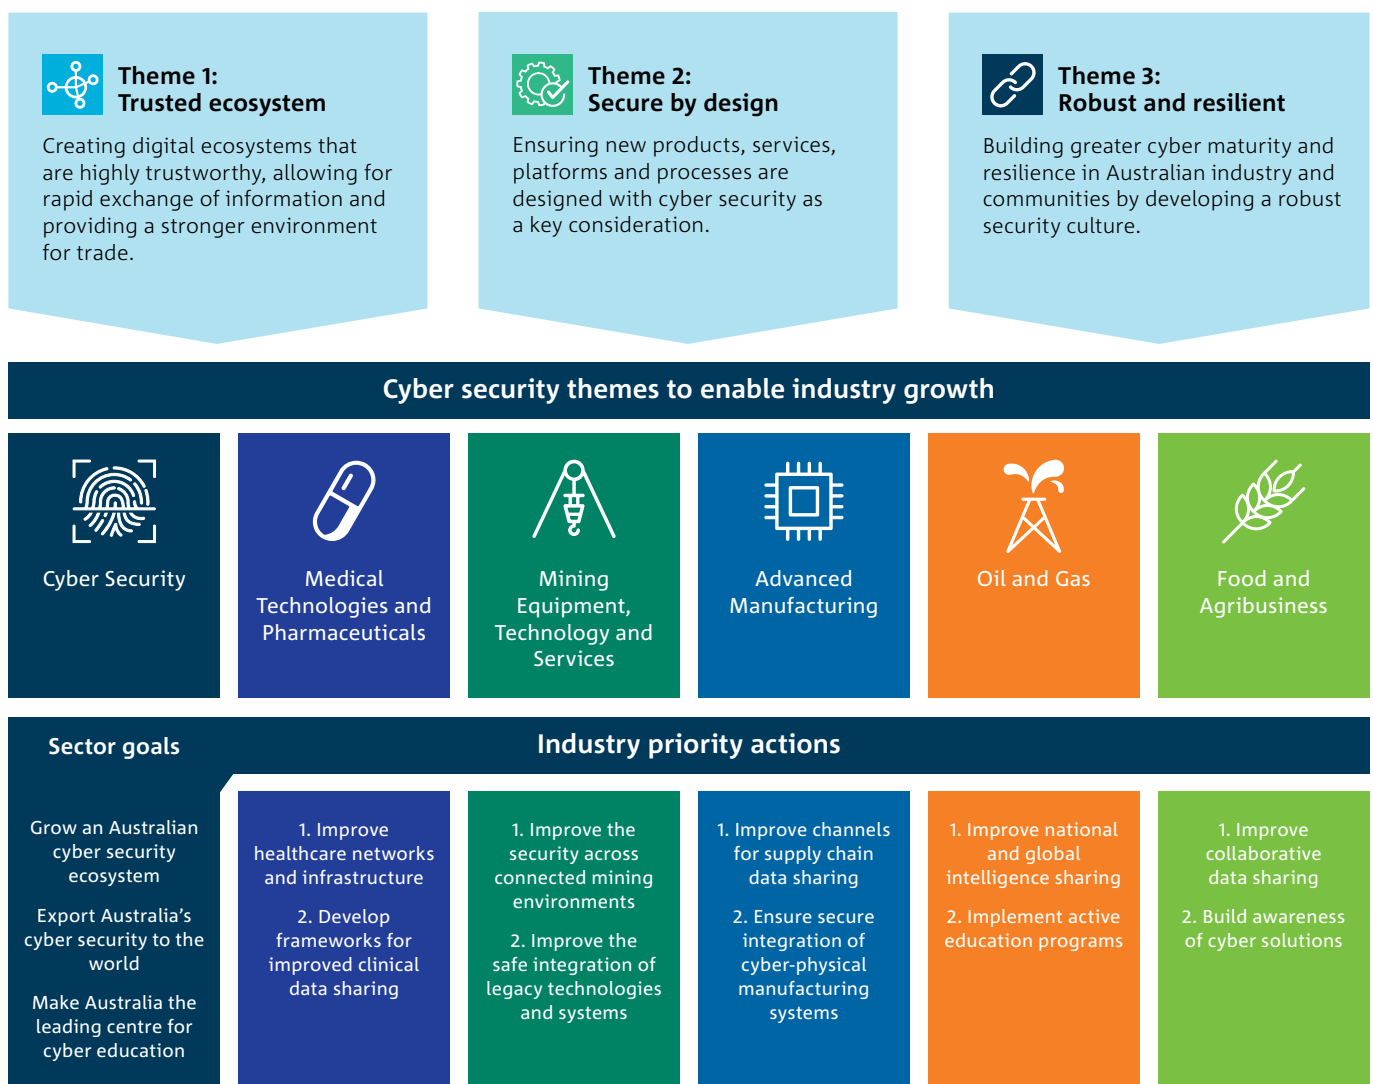 Theme 1:
Trusted ecosystem
Creating digital ecosystems that
are highly trustworthy, allowing for
rapid exchange of information and
providing a stronger environment
for trade.
Theme 2:
Secure by design
Ensuring new products, services,
platforms and processes are
designed with cyber security as
a key consideration.
Theme 3:
Robust and resilient
Building greater cyber maturity and
resilience in Australian industry and
communities by developing a robust
security culture.
Cyber security themes to enable industry growth
Cyber Security
Medical
Technologies and
Pharmaceuticals
Mining
Equipment,
Technology and
Services
Advanced
Manufacturing
Oil and Gas
Food and
Agribusiness
Sector goals
Industry priority actions
Grow an Australian
cyber security
ecosystem
Export Australia’s
cyber security to the
world
Make Australia the
leading centre for
cyber education
1. Improve
healthcare networks
and infrastructure
2. Develop
frameworks for
improved clinical
data sharing
1. Improve the
security across
connected mining
environments
2. Improve the
safe integration of
legacy technologies
and systems
1. Improve channels
for supply chain
data sharing
2. Ensure secure
integration of
cyber-physical
manufacturing
systems
1. Improve national
and global
intelligence sharing
2. Implement active
education programs
1. Improve
collaborative
data sharing
2. Build awareness
of cyber solutions